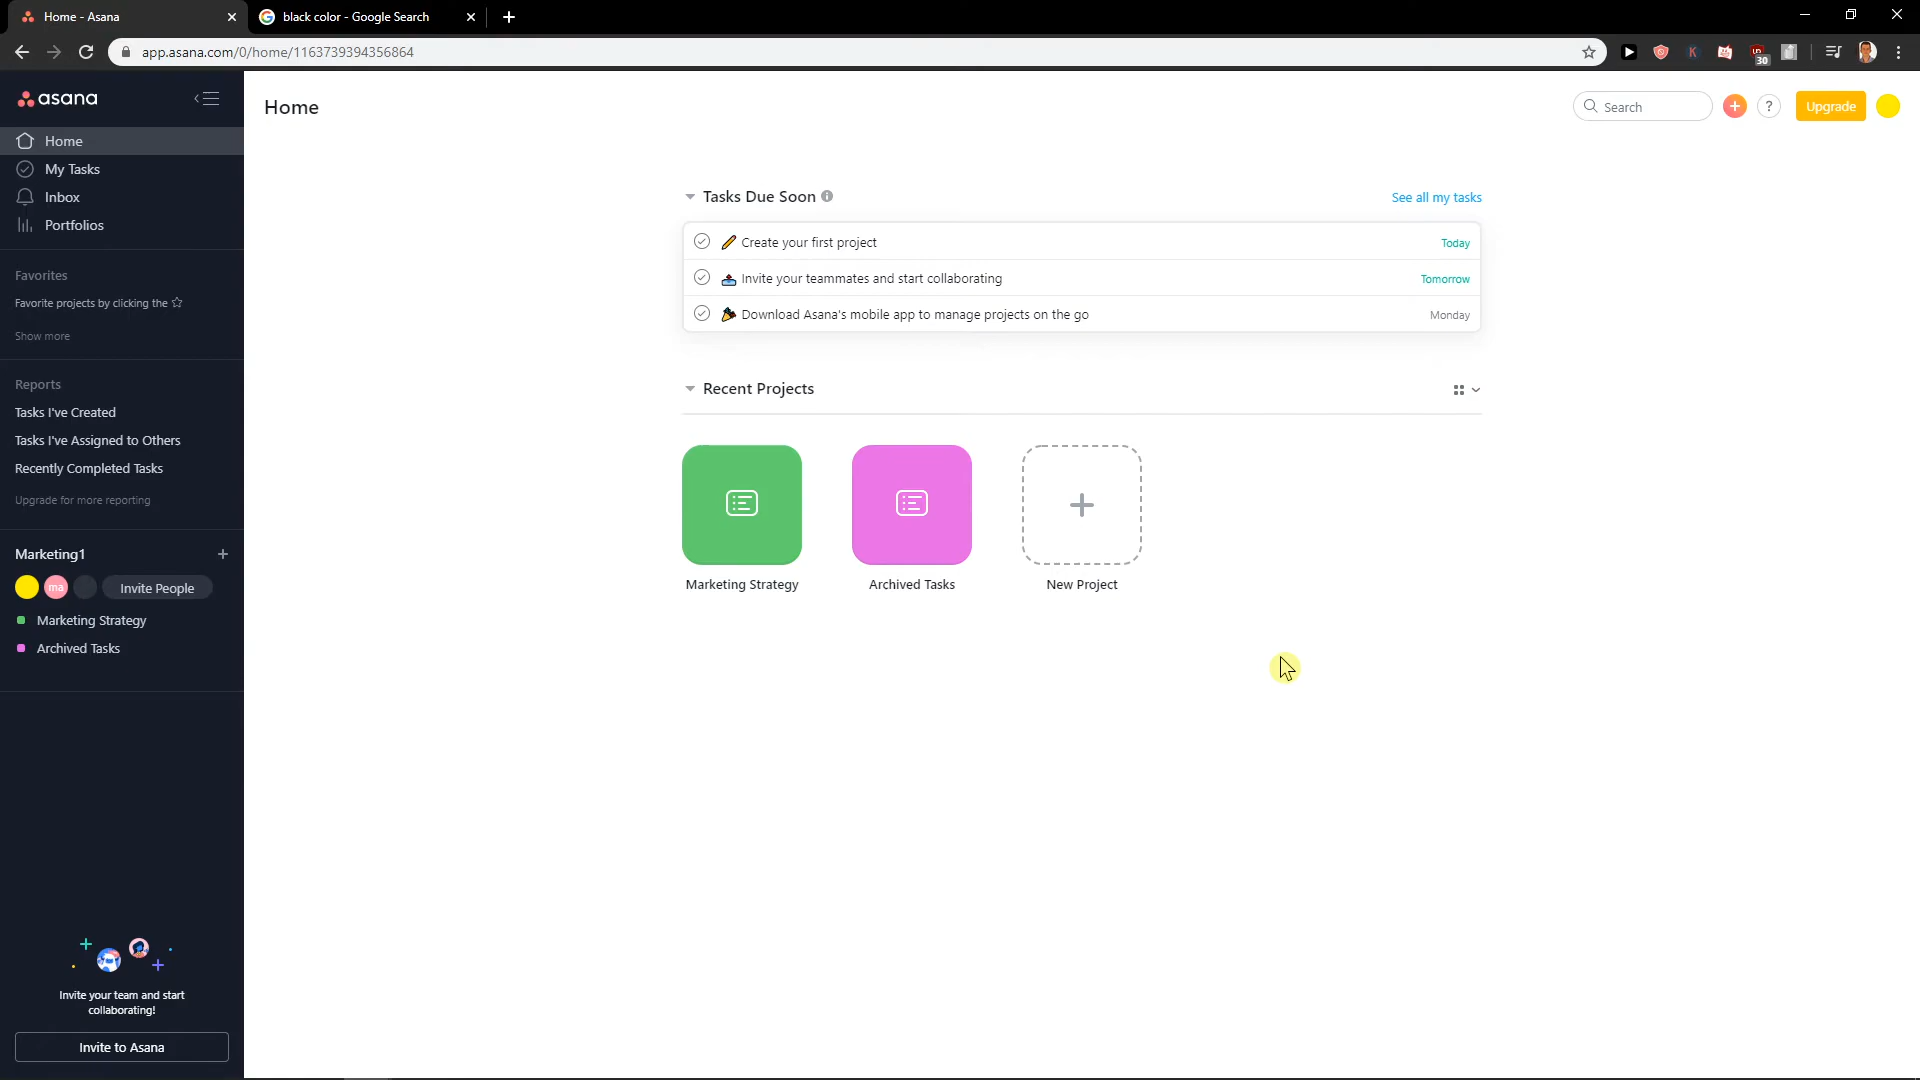 Home - Asana
black color - Google Search
app.asana.com/0/home/1163739394356864
K
30
asana
Home
My Tasks
Inbox
Portfolios
Favorites
Favorite projects by clicking the
Show more
Reports
Tasks I've Created
Tasks I've Assigned to Others
Recently Completed Tasks
Upgrade for more reporting
Marketing1
ma
Invite People
Marketing Strategy
Archived Tasks
Invite your team and start
collaborating!
Invite to Asana
Home
Search
?
Upgrade
Tasks Due Soon
See all my tasks
Create your first project
Today
Invite your teammates and start collaborating
Tomorrow
Download Asana's mobile app to manage projects on the go
Monday
Recent Projects
Marketing Strategy
Archived Tasks
New Project